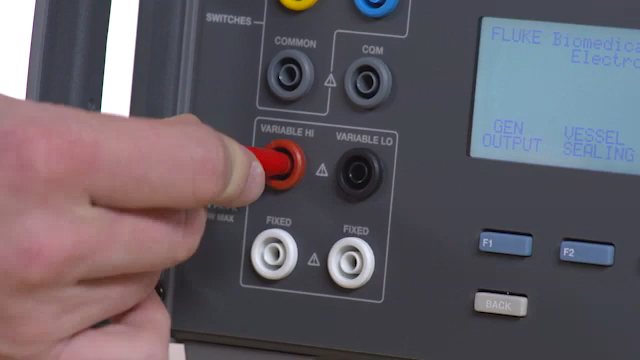 SWITCHES
COMMON
CQM
FLUKE Biomedica
Electro
VARIABLE HI
VARIABLE LO
GEN
OUTPUT
VESSEL
SEALING
W MAX
FIXED
FIXED
F1
F2
BACK